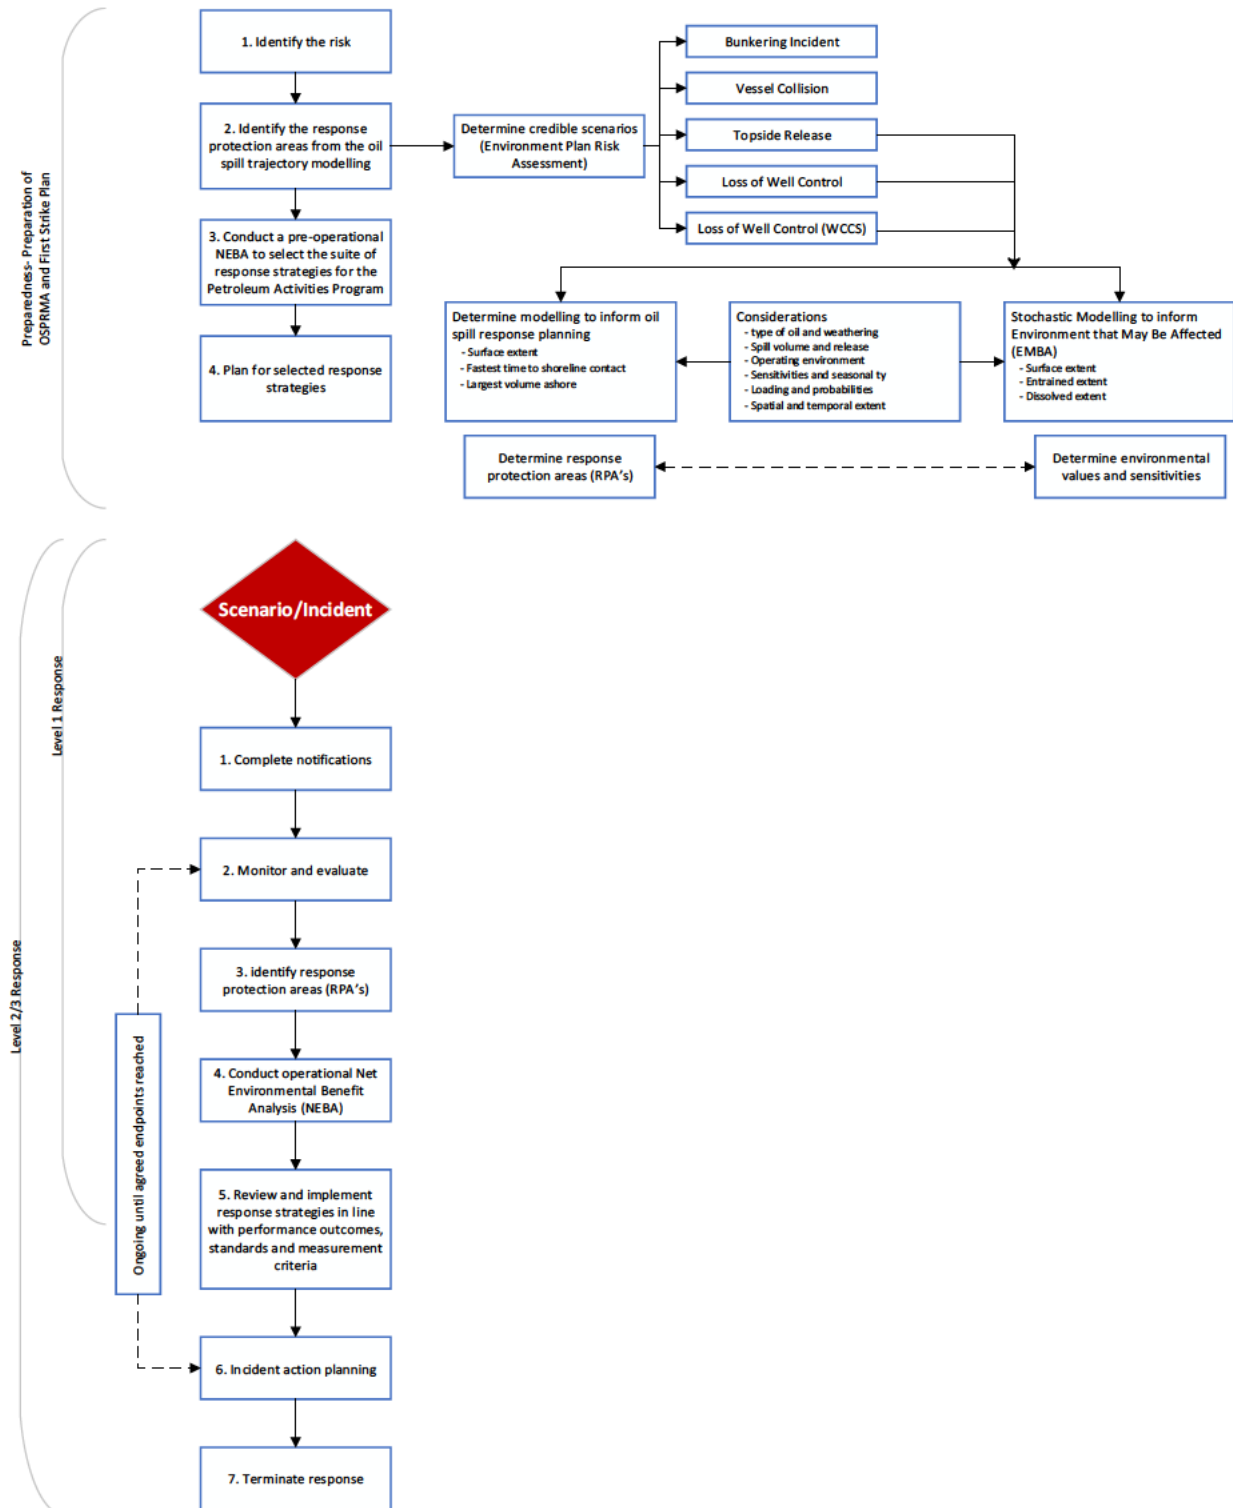 Preparedness- Preparation of
OSPRMA and First Strike Plan
1. Identify the risk
2. Identify the response
protection areas from the oil
spill trajectory modelling
3. Conduct a pre-operational
NEBA to select the suite of
response strategies for the
Petroleum Activities Program
4. Plan for selected response
strategies
Determine credible scenarios
(Environment Plan Risk
Assessment)
Bunkering Incident
Vessel Collision
Topside Release
Loss of Well Control
Loss of Well Control (WCCS)
Determine modelling to inform oil
spill response planning
- Surface extent
- Fastest time to shoreline contact
- Largest volume ashore
Considerations
- type of oil and weathering
- Spill volume and release
- Operating environment
- Sensitivities and seasonal ty
- Loading and probabilities
- Spatial and temporal extent
Stochastic Modelling to inform
Environment that May Be Affected
(EMBA)
- Surface extent
- Entrained extent
- Dissolved extent
Determine response
protection areas (RPA's)
Determine environmental
values and sensitivities
Level 2/3 Response
Level 1 Response
Scenario/Incident
1. Complete notifications
2. Monitor and evaluate
3. identify response
protection areas (RPA's)
4. Conduct operational Net
Environmental Benefit
Analysis (NEBA)
Ongoing until agreed endpoints reached
5. Review and implement
response strategies in line
with performance outcomes,
standards and measurement
criteria
6. Incident action planning
7. Terminate response